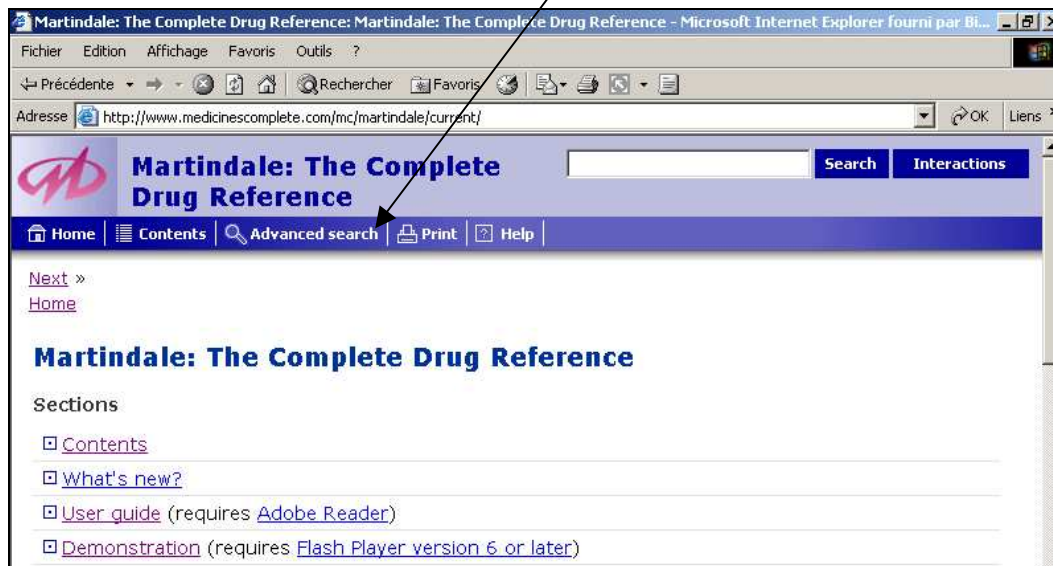 Martindale: The Complete Drug Reference: Martindale: The Complete Drug Reference - Microsoft Internet Explorer fourni par Bi...
Fichier Edition Affichage Favoris Outils ?
Précédente Rechercher Favoris
Adresse http://www.medicinescomplete.com/mc/martindale/current/ OK Liens
Martindale: The Complete Search Interactions
Drug Reference
Home Contents Advanced search Print ? Help
Next »
Home
Martindale: The Complete Drug Reference
Sections
Contents
What's new?
User guide (requires Adobe Reader)
Demonstration (requires Flash Player version 6 or later)